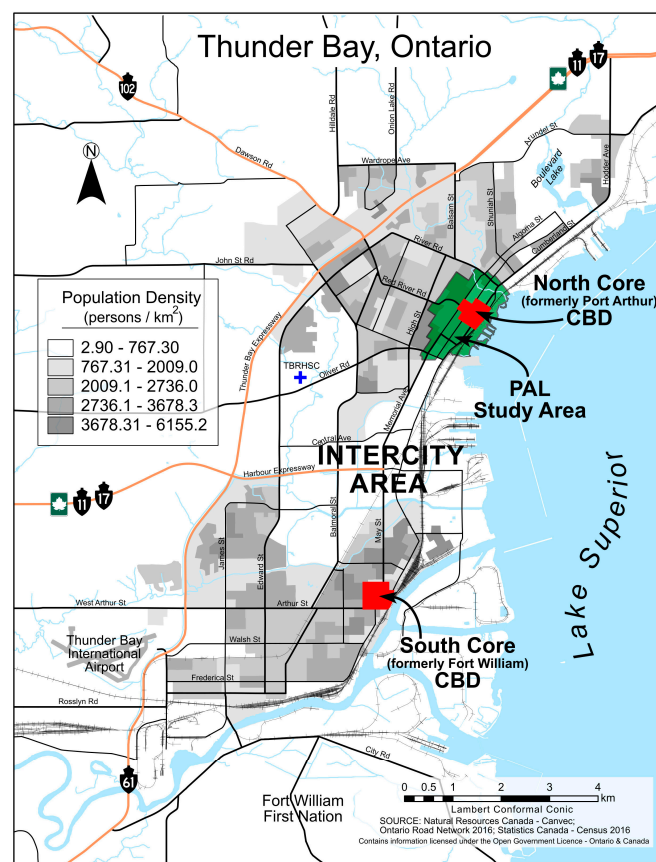 Thunder Bay, Ontario
11
17
102
N
Hilldale Rd
Onion Lake Rd
Dawson Rd
Wardrope Ave
Arundel St
Hodder Ave
Boulevard
Lake
Balsam St
Shuniah St
Algoma St
Cumberland St
River Rd
John St Rd
Red River Rd
High St
North Core
(formerly Port Arthur)
CBD
Population Density
(persons / km2)
2.90 - 767.30
767.31 - 2009.0
2009.1 - 2736.0
2736.1 - 3678.3
3678.31 - 6155.2
Thunder Bay Expressway
TBRHSC
Oliver Rd
Memorial Ave
PAL
Study Area
Central Ave
INTERCITY
AREA
Harbour Expressway
11
17
Balmoral St
May St
James St
Edward St
Lake Superior
West Arthur St
Arthur St
Thunder Bay
International
Airport
Walsh St
South Core
(formerly Fort William)
CBD
Frederica St
Rosslyn Rd
City Rd
61
Fort William
First Nation
0 0.5 1 2 3 4
km
Lambert Conformal Conic
SOURCE: Natural Resources Canada - Canvec;
Ontario Road Network 2016; Statistics Canada - Census 2016
Contains information licensed under the Open Government Licence - Ontario & Canada